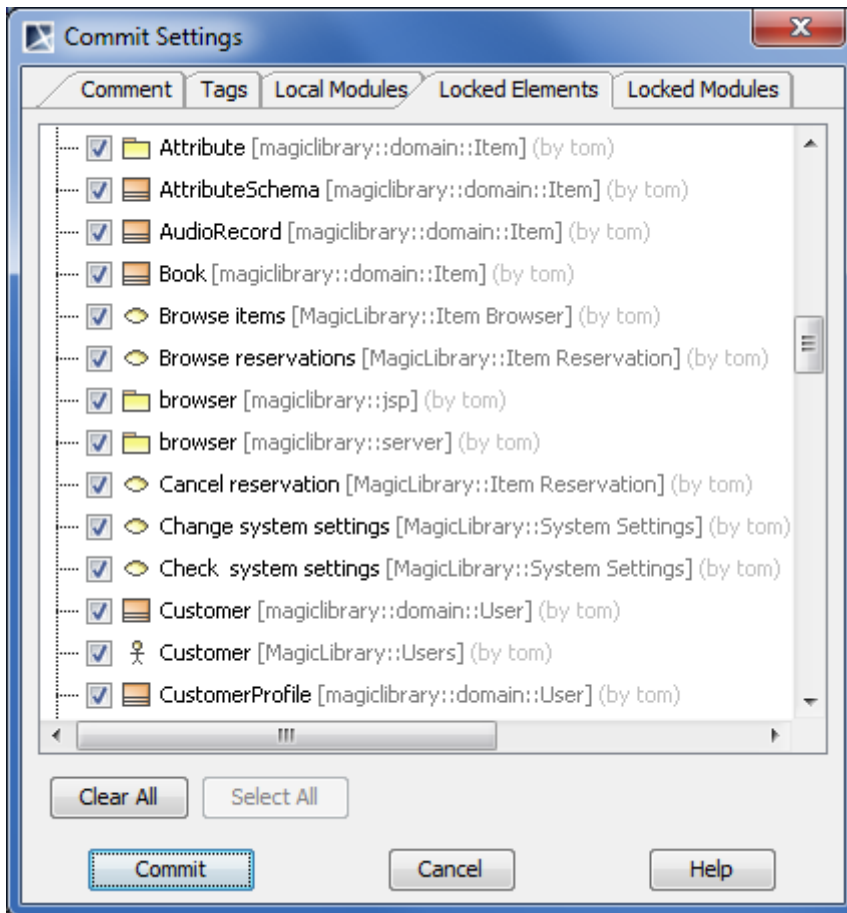 Commit Settings
Comment Tags Local Modules Locked Elements Locked Modules
Attribute [magiclibrary::domain::Item] (by tom)
AttributeSchema [magiclibrary::domain::Item] (by tom)
AudioRecord [magiclibrary::domain::Item] (by tom)
Book [magiclibrary::domain::Item] (by tom)
Browse items [MagicLibrary::Item Browser] (by tom)
Browse reservations [MagicLibrary::Item Reservation] (by tom)
browser [magiclibrary::jsp] (by tom)
browser [magiclibrary::server] (by tom)
Cancel reservation [MagicLibrary::Item Reservation] (by tom)
Change system settings [MagicLibrary::System Settings] (by tom)
Check system settings [MagicLibrary::System Settings] (by tom)
Customer [magiclibrary::domain::User] (by tom)
Customer [MagicLibrary::Users] (by tom)
CustomerProfile [magiclibrary::domain::User] (by tom)
Clear All Select All
Commit Cancel Help